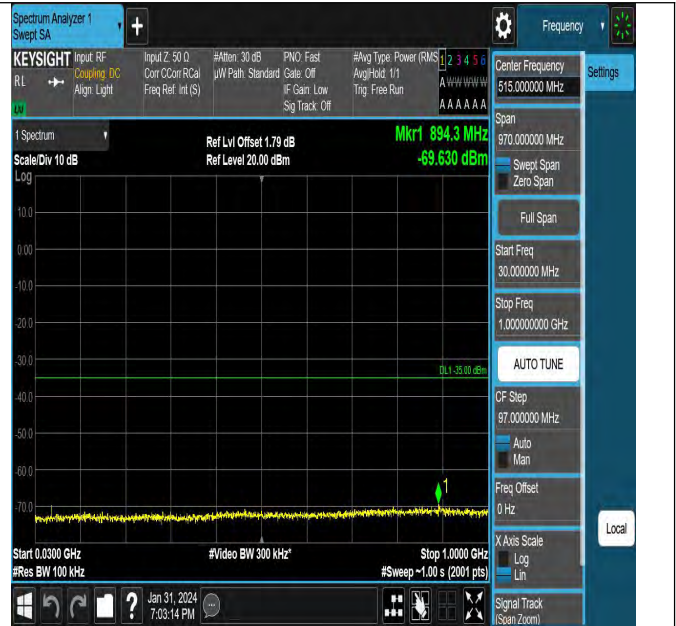 Spectrum Analyzer 1
Swept SA
+
Frequency
KEYSIGHT
RL
Input: RF
Coupling: DC
Align: Light
Input Z: 50 Ω
Corr CCorr RCal
Freq Ref: Int (S)
#Atten: 30 dB
µW Path: Standard
PNO: Fast
Gate: Off
IF Gain: Low
Sig Track: Off
#Avg Type: Power (RMS
Avg|Hold: 1/1
Trig: Free Run
1 2 3 4 5 6
A W W W W W
A A A A A A
1 Spectrum
Scale/Div 10 dB
Log
Ref Lvl Offset 1.79 dB
Ref Level 20.00 dBm
Mkr1 894.3 MHz
-69.630 dBm
10.0
0.00
-10.0
-20.0
-30.0
DL1 -35.00 dBm
-40.0
-50.0
-60.0
1
-70.0
Start 0.0300 GHz
#Res BW 100 kHz
#Video BW 300 kHz*
Stop 1.0000 GHz
#Sweep ~1.00 s (2001 pts)
?
Jan 31, 2024
7:03:14 PM
Center Frequency
515.000000 MHz
Settings
Span
970.000000 MHz
Swept Span
Zero Span
Full Span
Start Freq
30.000000 MHz
Stop Freq
1.000000000 GHz
AUTO TUNE
CF Step
97.000000 MHz
Auto
Man
Freq Offset
0 Hz
Local
X Axis Scale
Log
Lin
Signal Track
(Span Zoom)